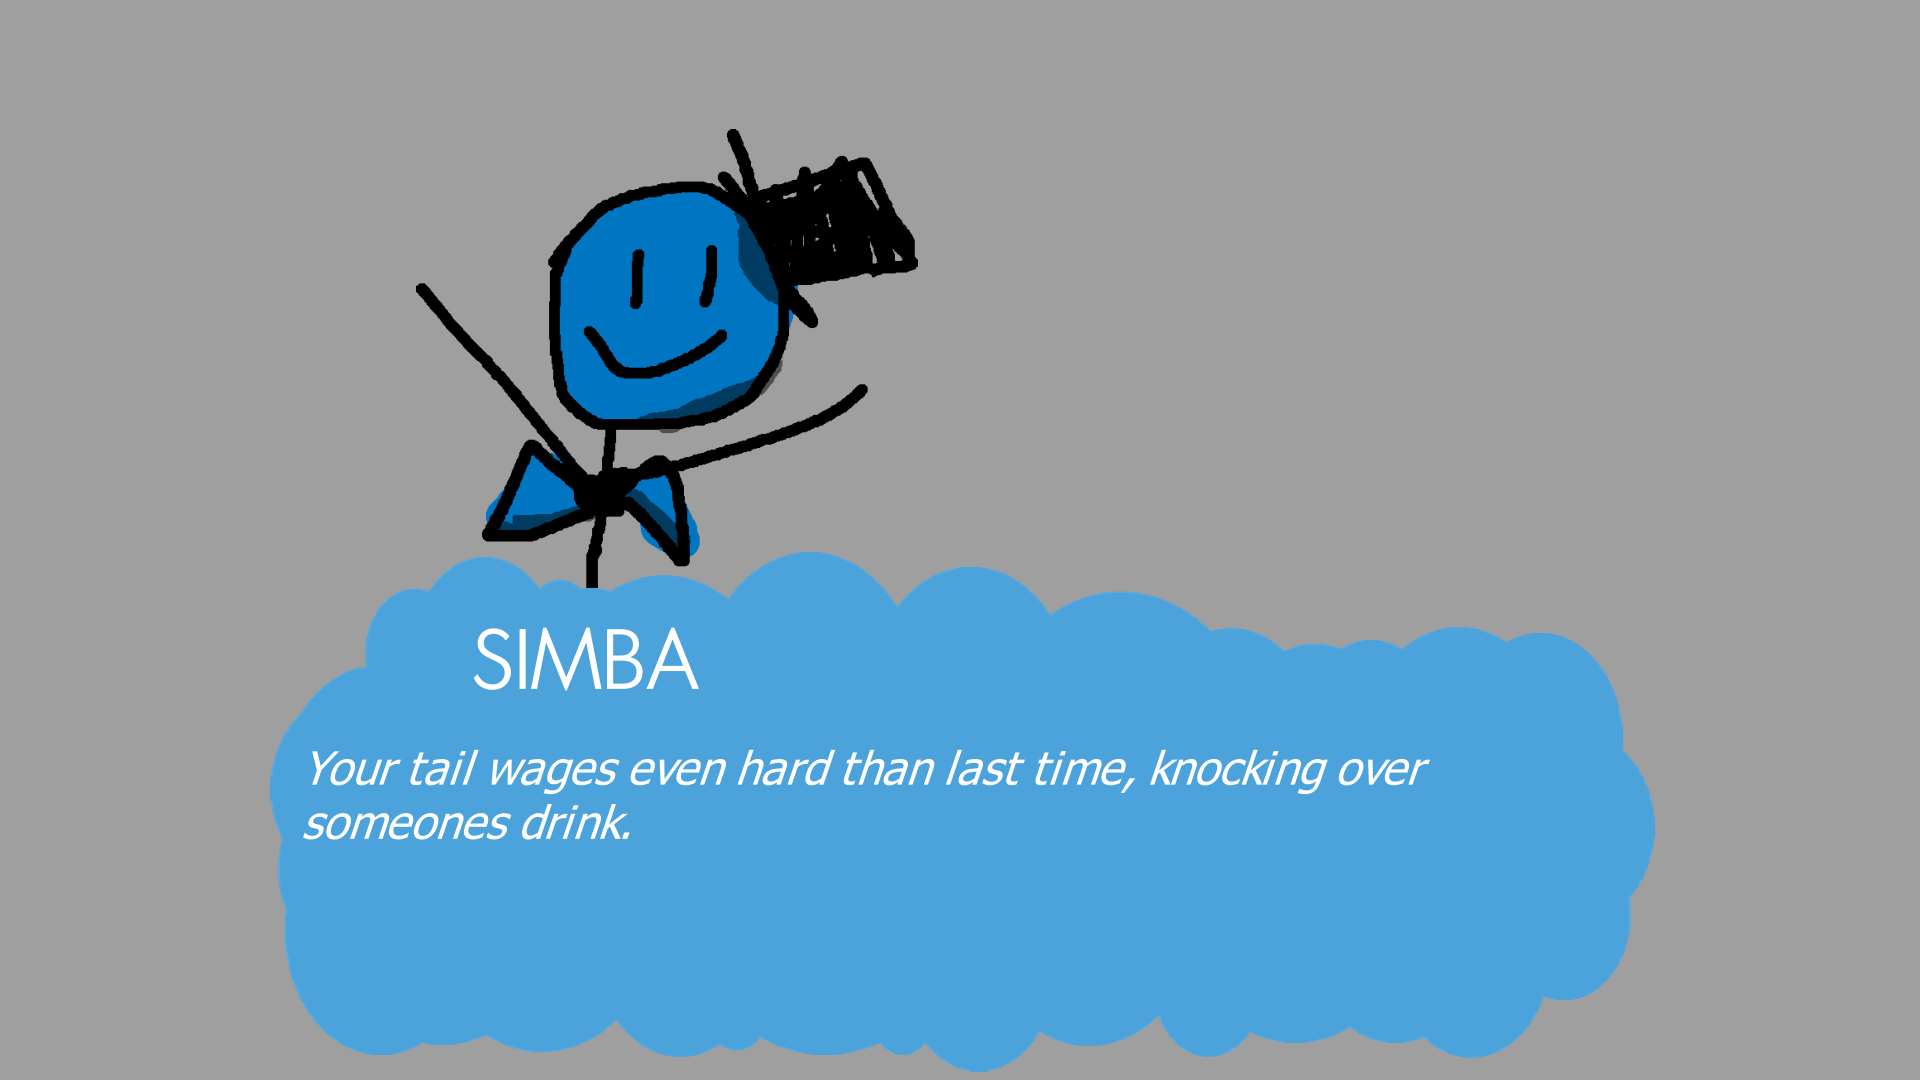 SIMBA
Your tail wages even hard than last time, knocking over
someones drink.